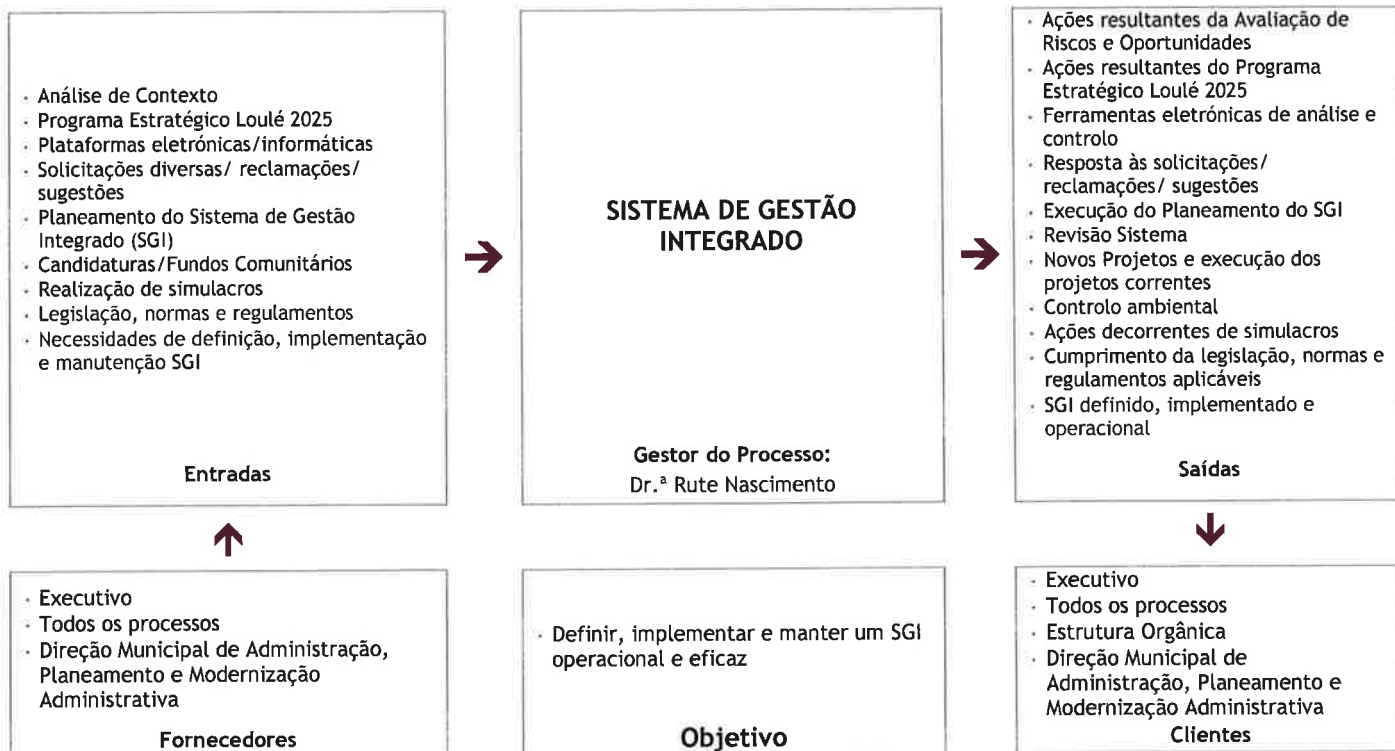 · Análise de Contexto
· Programa Estratégico Loulé 2025
· Plataformas eletrónicas/informáticas
· Solicitações diversas/ reclamações/
sugestões
· Planeamento do Sistema de Gestão
Integrado (SGI)
· Candidaturas/Fundos Comunitários
· Realização de simulacros
· Legislação, normas e regulamentos
· Necessidades de definição, implementação
e manutenção SGI
Entradas
SISTEMA DE GESTÃO
INTEGRADO
Gestor do Processo:
Dr.ª Rute Nascimento
· Ações resultantes da Avaliação de
Riscos e Oportunidades
· Ações resultantes do Programa
Estratégico Loulé 2025
· Ferramentas eletrónicas de análise e
controlo
· Resposta às solicitações/
reclamações/ sugestões
· Execução do Planeamento do SGI
· Revisão Sistema
· Novos Projetos e execução dos
projetos correntes
· Controlo ambiental
· Ações decorrentes de simulacros
· Cumprimento da legislação, normas e
regulamentos aplicáveis
· SGI definido, implementado e
operacional
Saídas
· Executivo
· Todos os processos
· Direção Municipal de Administração,
Planeamento e Modernização
Administrativa
Fornecedores
· Definir, implementar e manter um SGI
operacional e eficaz
Objetivo
· Executivo
· Todos os processos
· Estrutura Orgânica
· Direção Municipal de
Administração, Planeamento e
Modernização Administrativa
Clientes